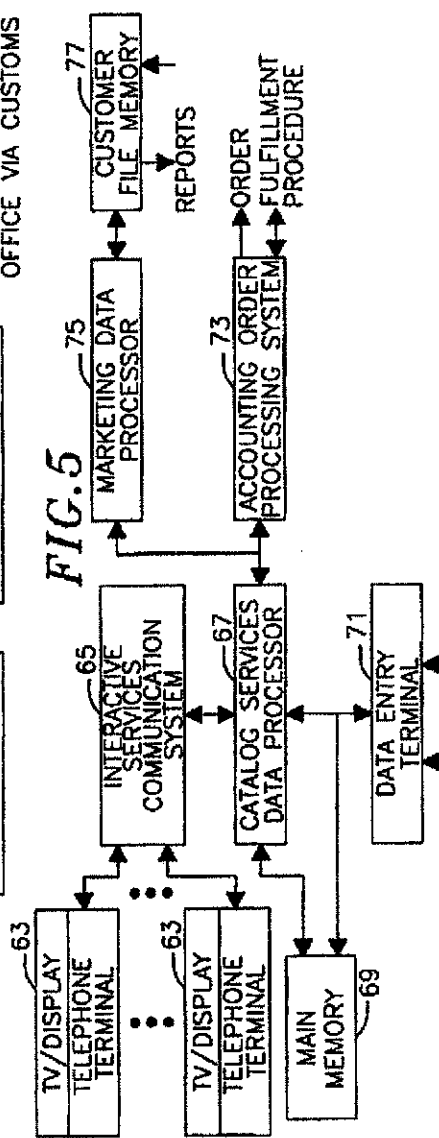 OFFICE VIA CUSTOMS
FIG.5
63
TV/DISPLAY
TELEPHONE
TERMINAL
63
TV/DISPLAY
TELEPHONE
TERMINAL
MAIN
MEMORY
69
65
INTERACTIVE
SERVICES
COMMUNICATION
SYSTEM
67
CATALOG SERVICES
DATA PROCESSOR
71
DATA ENTRY
TERMINAL
75
MARKETING DATA
PROCESSOR
73
ACCOUNTING ORDER
PROCESSING SYSTEM
77
CUSTOMER
FILE MEMORY
REPORTS
ORDER
FULFILLMENT
PROCEDURE